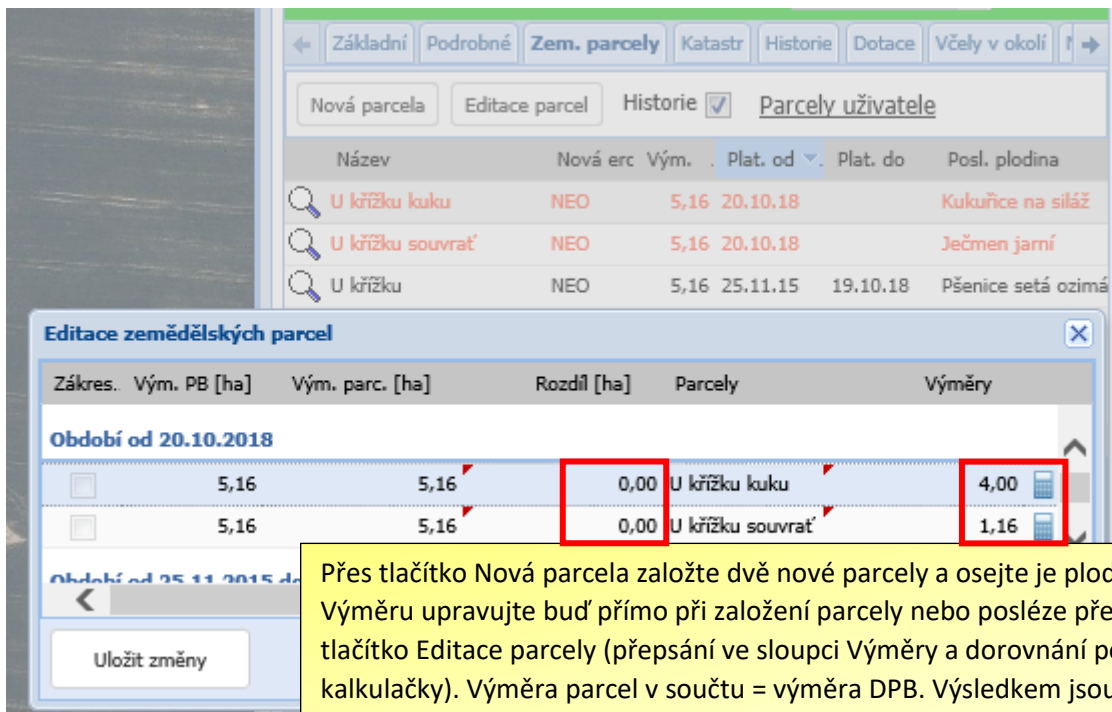 Základní Podrobné Zem. parcely Katastr Historie Dotace Včely v okolí
Nová parcela Editace parcel Historie Parcely uživatele
Název Nová erc Vým. . Plat. od . Plat. do Posl. plodina
U křížku kuku NEO 5,16 20.10.18 Kukuřice na siláž
U křížku souvrať NEO 5,16 20.10.18 Ječmen jarní
U křížku NEO 5,16 25.11.15 19.10.18 Pšenice setá ozimá
Editace zemědělských parcel
Zákres.. Vým. PB [ha] Vým. parc. [ha] Rozdíl [ha] Parcely Výměry
Období od 20.10.2018
5,16 5,16 0,00 U křížku kuku 4,00
5,16 5,16 0,00 U křížku souvrať 1,16
Období od 25.11.2015
Uložit změny
Přes tlačítko Nová parcela založte dvě nové parcely a osejte je
Výměru upravujte buď přímo při založení parcely nebo posléze
tlačítko Editace parcely (přepsání ve sloupci Výměry a dorovnání
kalkulačky). Výměra parcel v součtu = výměra DPB. Výsledkem jsou